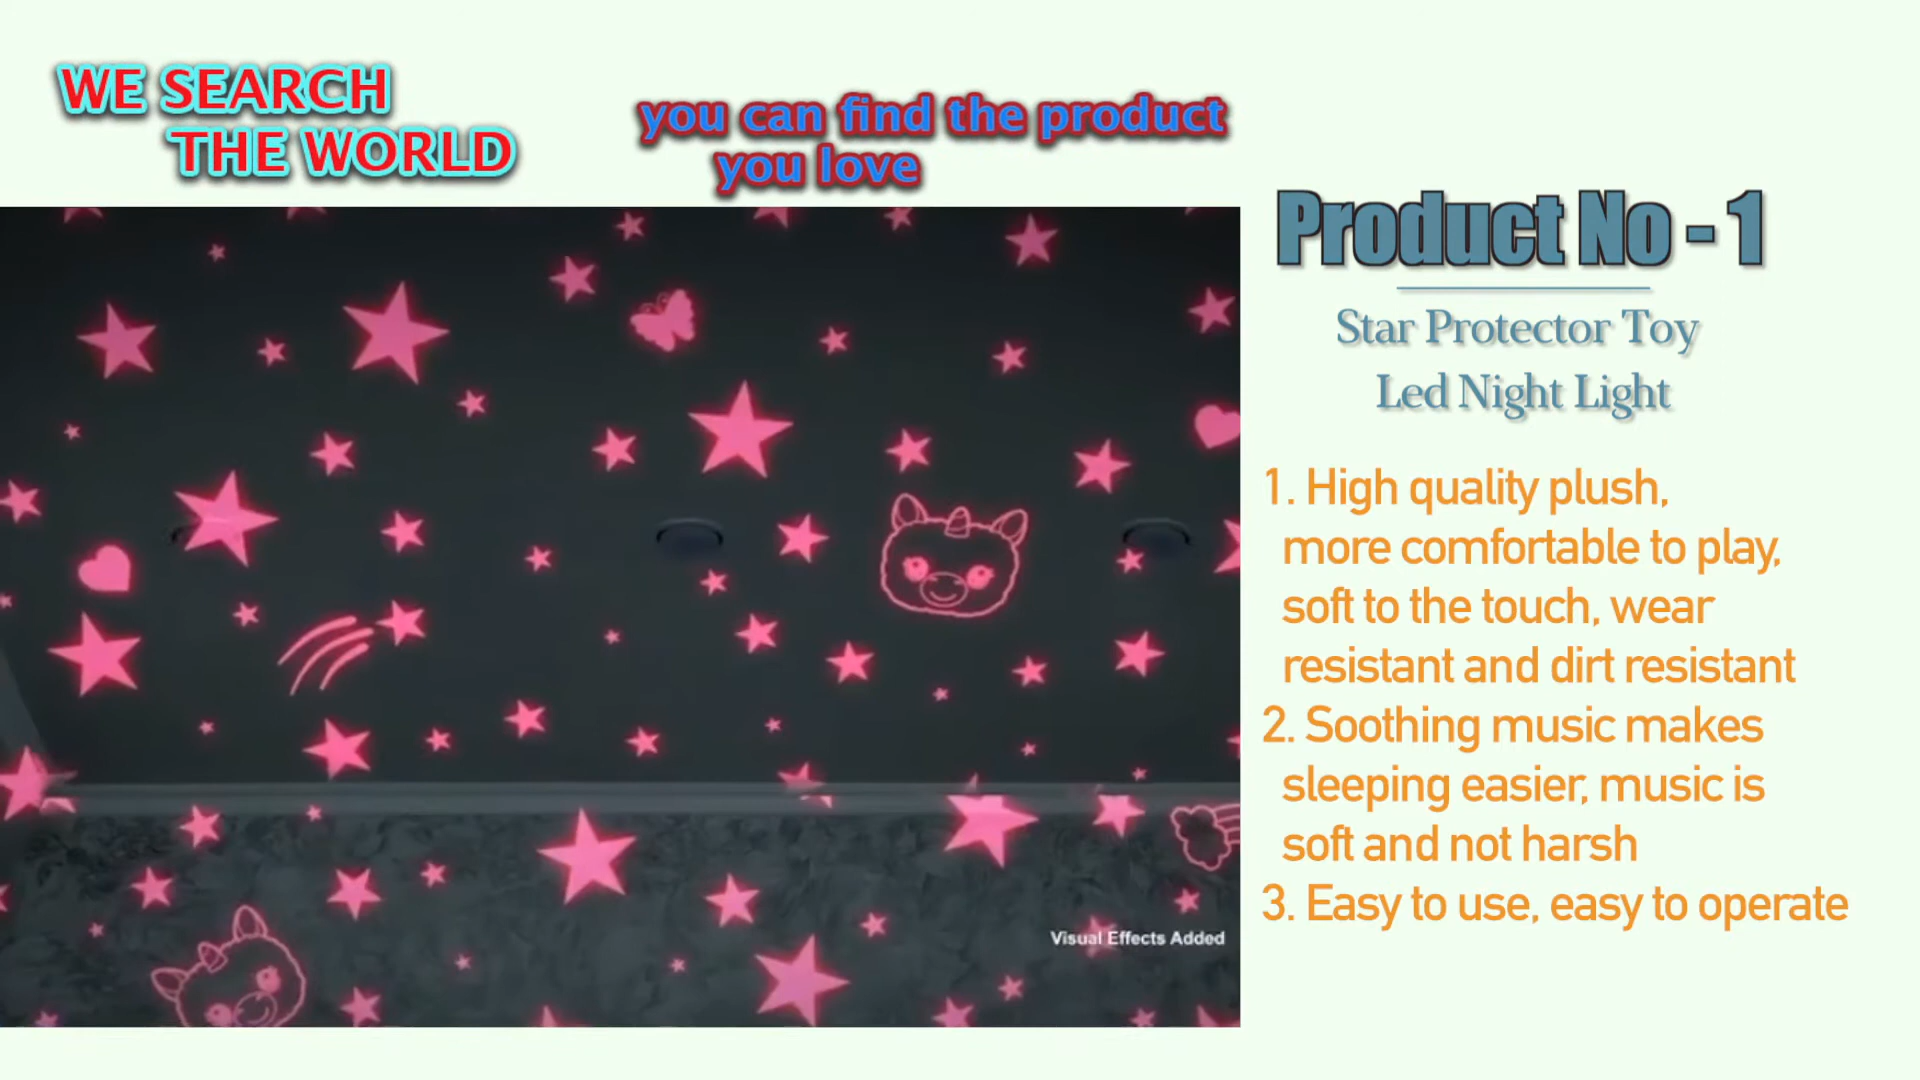 WE SEARCH
THE WORLD
you can find the product
you love
Product No - 1
Star Protector Toy
Led Night Light
1. High quality plush,
more comfortable to play,
soft to the touch, wear
resistant and dirt resistant
2. Soothing music makes
sleeping easier, music is
soft and not harsh
3. Easy to use, easy to operate
Visual Effects Added